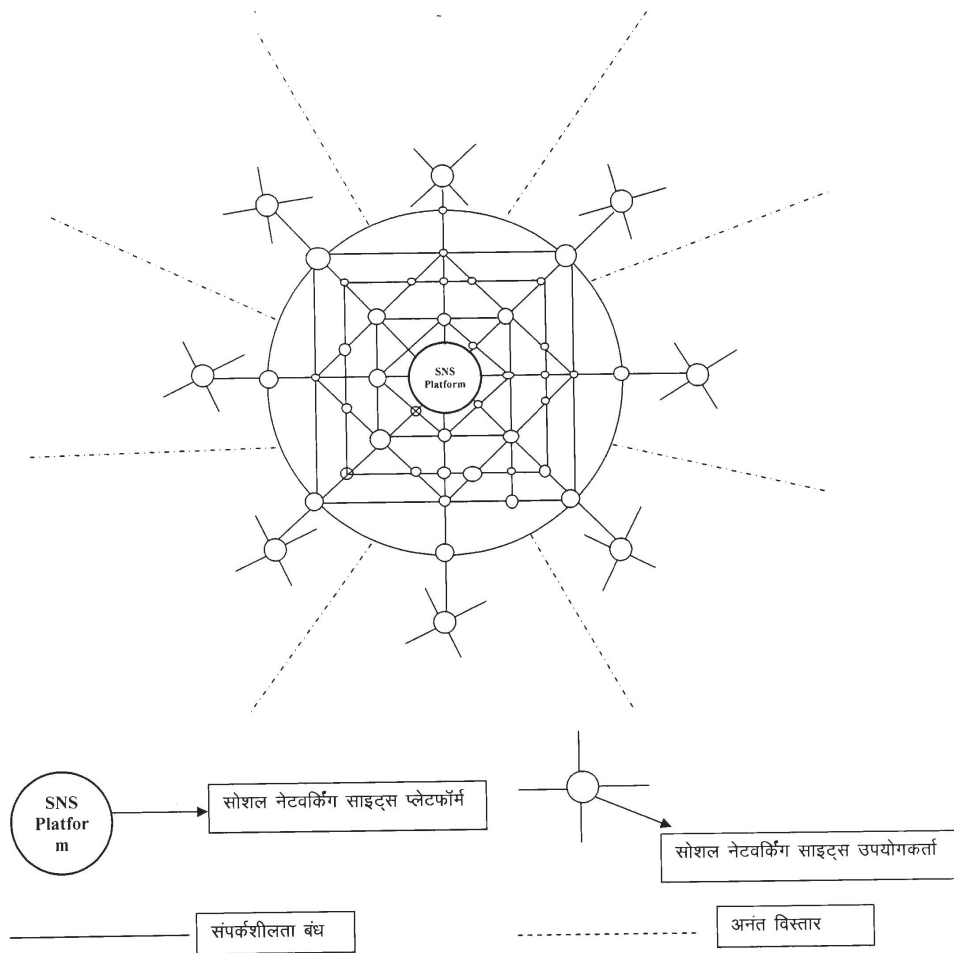 SNS
Platform
SNS
Platfor
m
सोशल नेटवर्किंग साइट्स प्लेटफॉर्म
सोशल नेटवर्किंग साइट्स उपयोगकर्ता
संपर्कशीलता बंध
अनंत विस्तार